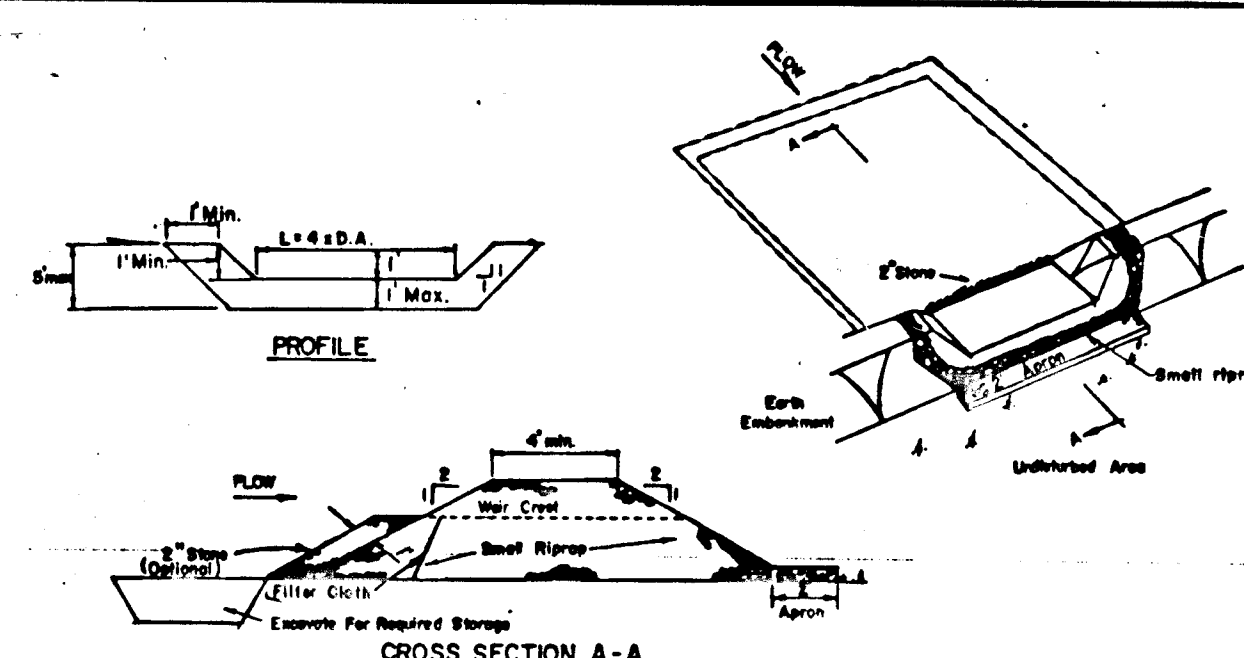 FLOW
A
1' Min.
L = 4 x D.A.
1' Min.
1'
5' max
1' Max.
1
1
PROFILE
2" Stone
Apron
Small ripr
Earth
Embankment
A
Undisturbed Area
4' min.
2
1
2
1
FLOW
Weir Crest
2" Stone
(Optional)
Small Riprap
Filter Cloth
Apron
Excavate For Required Storage
CROSS SECTION A-A